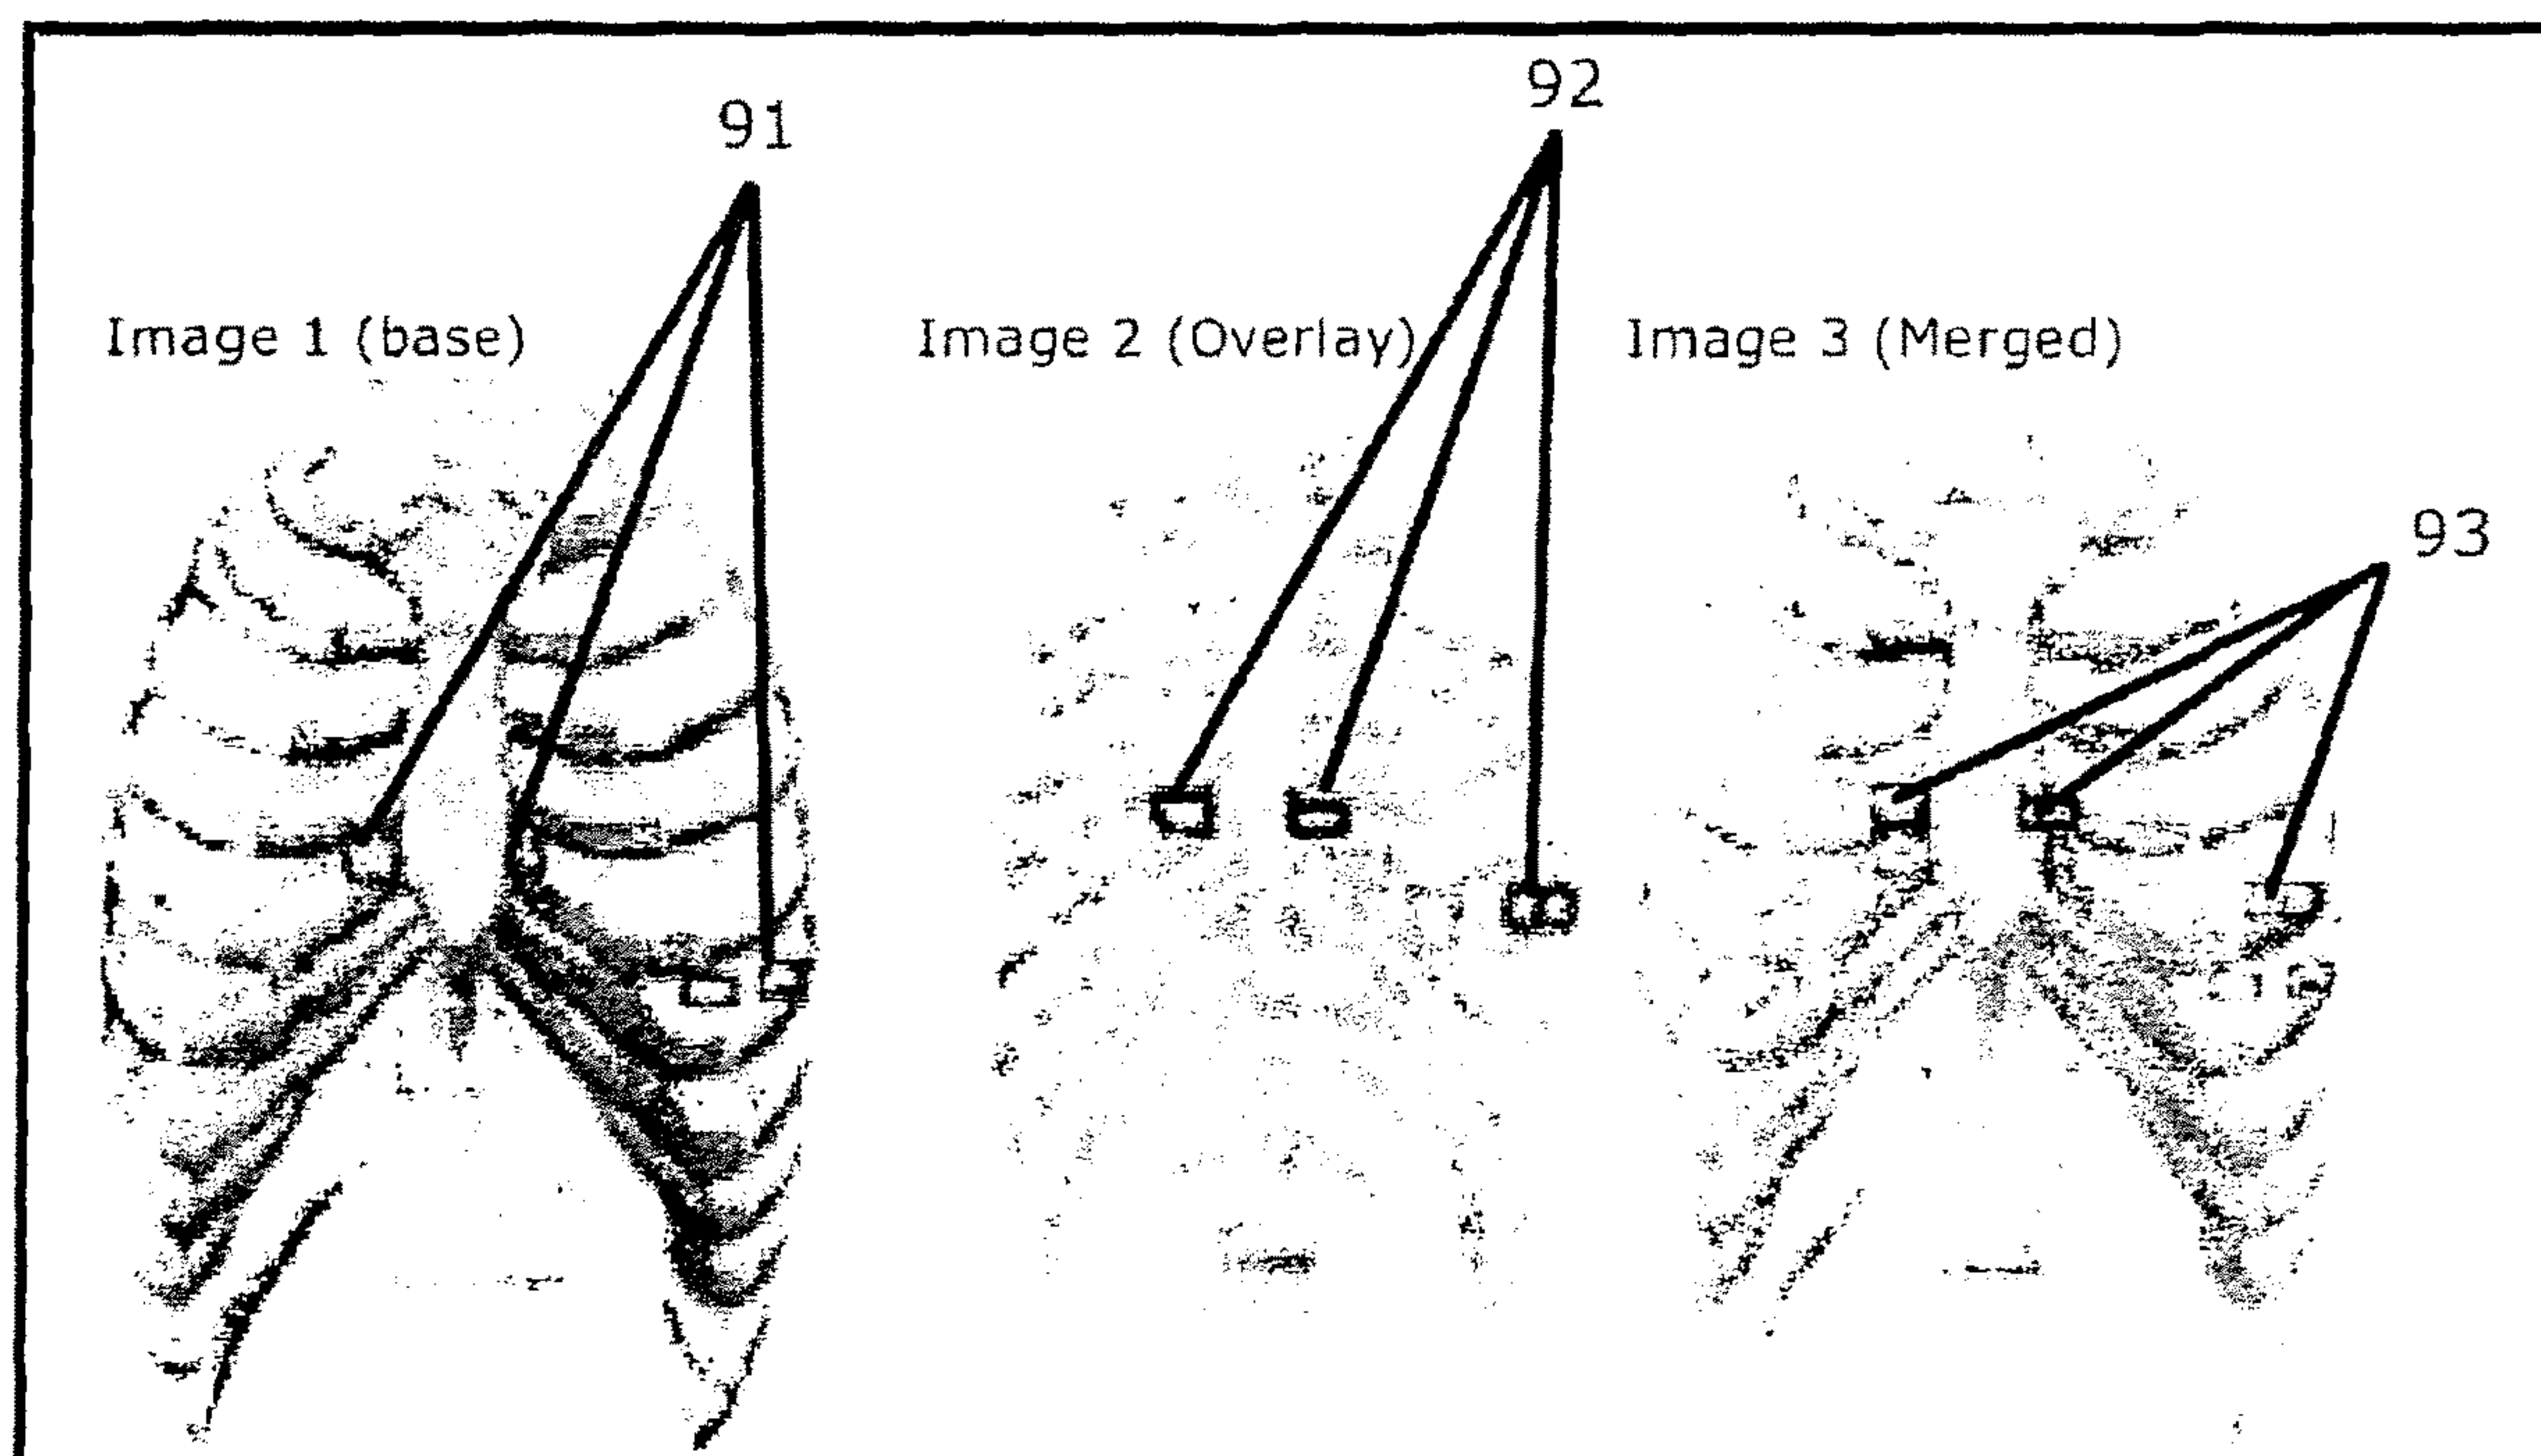 91
92
Image 1 (base)
Image 2 (Overlay)
Image 3 (Merged)
93